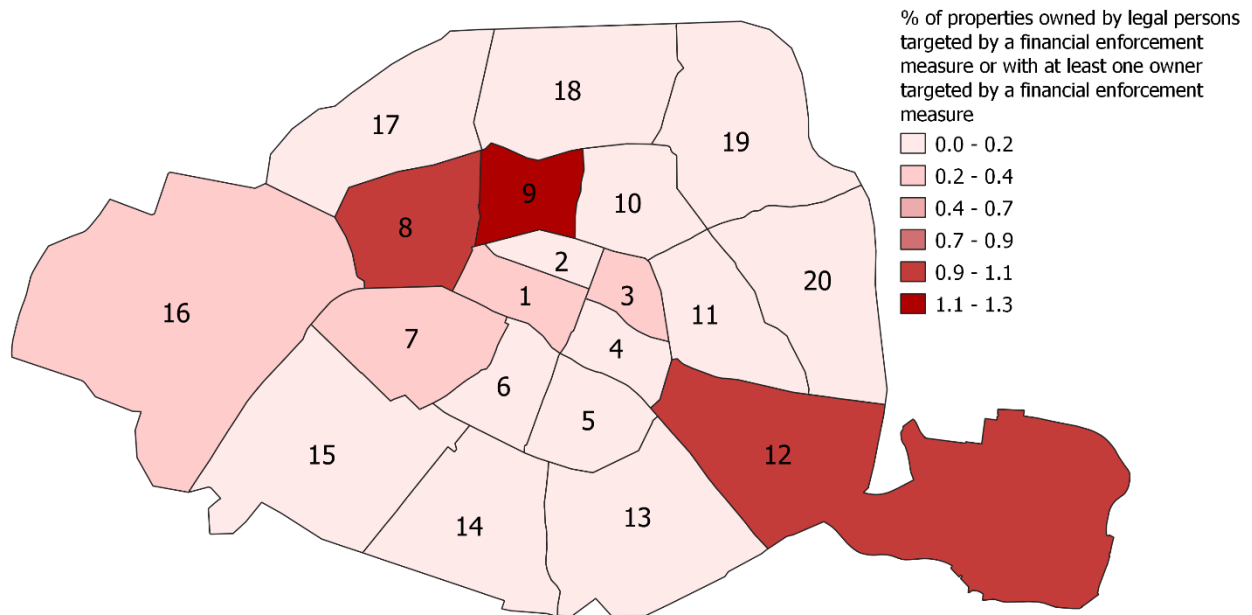 % of properties owned by legal persons
targeted by a financial enforcement
measure or with at least one owner
targeted by a financial enforcement
measure
0.0 - 0.2
0.2 - 0.4
0.4 - 0.7
0.7 - 0.9
0.9 - 1.1
1.1 - 1.3
18
17
19
9
10
8
2
20
1
3
16
11
7
4
6
5
15
12
13
14